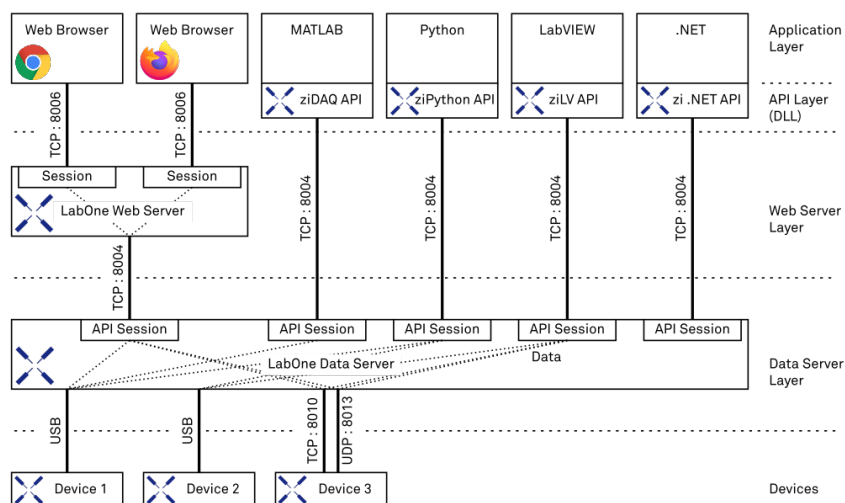 Web Browser
Web Browser
MATLAB
Python
LabVIEW
.NET
Application
Layer
ziDAQ API
ziPython API
ziLV API
zi .NET API
API Layer
(DLL)
TCP : 8006
TCP : 8006
Session
Session
LabOne Web Server
TCP : 8004
TCP : 8004
TCP : 8004
TCP : 8004
Web Server
Layer
TCP : 8004
API Session
API Session
API Session
API Session
API Session
LabOne Data Server
Data
Data Server
Layer
USB
USB
TCP : 8010
UDP : 8013
Device 1
Device 2
Device 3
Devices